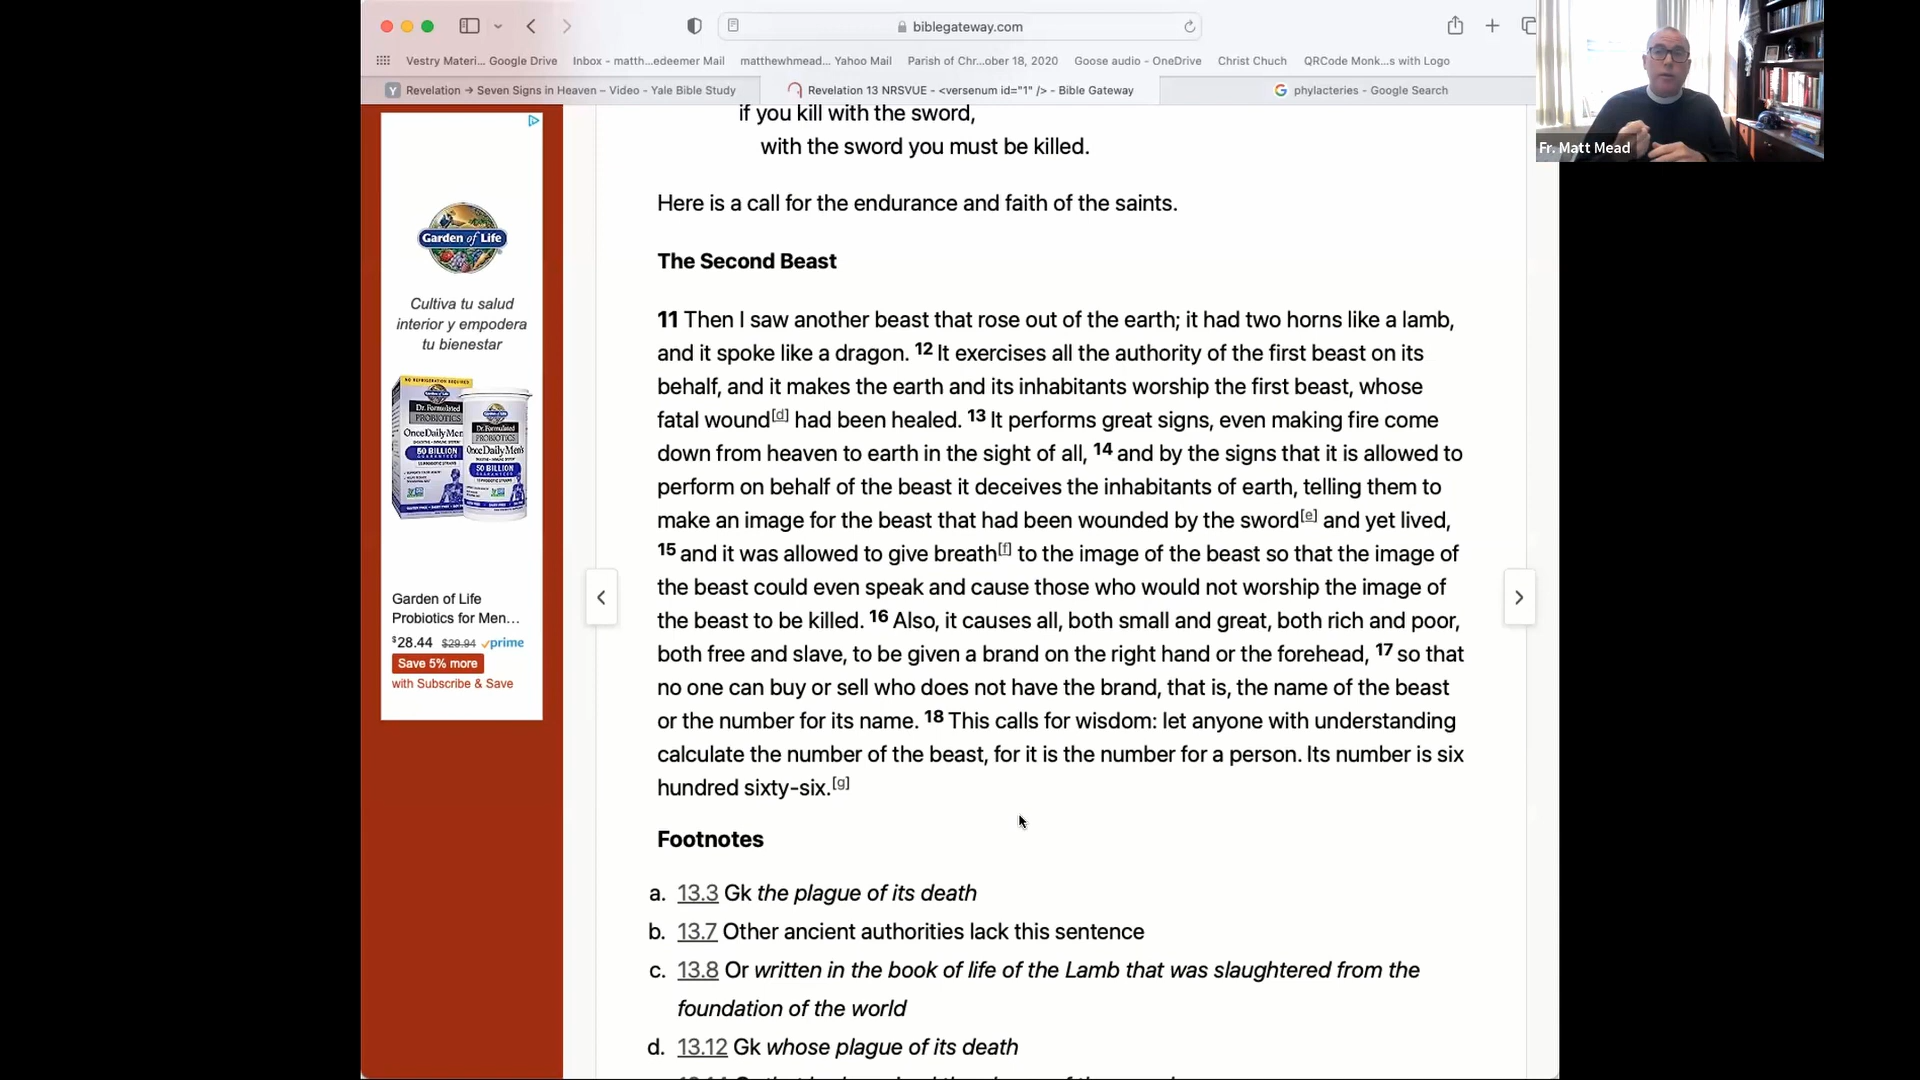 biblegateway.com
Vestry Materi... Google Drive
Inbox - matth...edeemer Mail
matthewhmead... Yahoo Mail
Parish of Chr...ober 18, 2020
Goose audio - OneDrive
Christ Chuch
QRCode Monk...s with Logo
Revelation → Seven Signs in Heaven – Video - Yale Bible Study
Revelation 13 NRSVUE - <versenum id="1" /> - Bible Gateway
phylacteries - Google Search
Fr. Matt Mead
Garden of Life
Cultiva tu salud
interior y empodera
tu bienestar
NO REFRIGERATION REQUIRED
Dr. Formulated
PROBIOTICS
Once Daily Men's
50 BILLION
Dr. Formulated
PROBIOTICS
Once Daily Men's
50 BILLION
Garden of Life
Probiotics for Men...
$28.44 $29.94 prime
Save 5% more
with Subscribe & Save
if you kill with the sword,
with the sword you must be killed.
Here is a call for the endurance and faith of the saints.
The Second Beast
11 Then I saw another beast that rose out of the earth; it had two horns like a lamb,
and it spoke like a dragon. 12 It exercises all the authority of the first beast on its
behalf, and it makes the earth and its inhabitants worship the first beast, whose
fatal wound[d] had been healed. 13 It performs great signs, even making fire come
down from heaven to earth in the sight of all, 14 and by the signs that it is allowed to
perform on behalf of the beast it deceives the inhabitants of earth, telling them to
make an image for the beast that had been wounded by the sword[e] and yet lived,
15 and it was allowed to give breath[f] to the image of the beast so that the image of
the beast could even speak and cause those who would not worship the image of
the beast to be killed. 16 Also, it causes all, both small and great, both rich and poor,
both free and slave, to be given a brand on the right hand or the forehead, 17 so that
no one can buy or sell who does not have the brand, that is, the name of the beast
or the number for its name. 18 This calls for wisdom: let anyone with understanding
calculate the number of the beast, for it is the number for a person. Its number is six
hundred sixty-six.[g]
Footnotes
a. 13.3 Gk the plague of its death
b. 13.7 Other ancient authorities lack this sentence
c. 13.8 Or written in the book of life of the Lamb that was slaughtered from the
foundation of the world
d. 13.12 Gk whose plague of its death